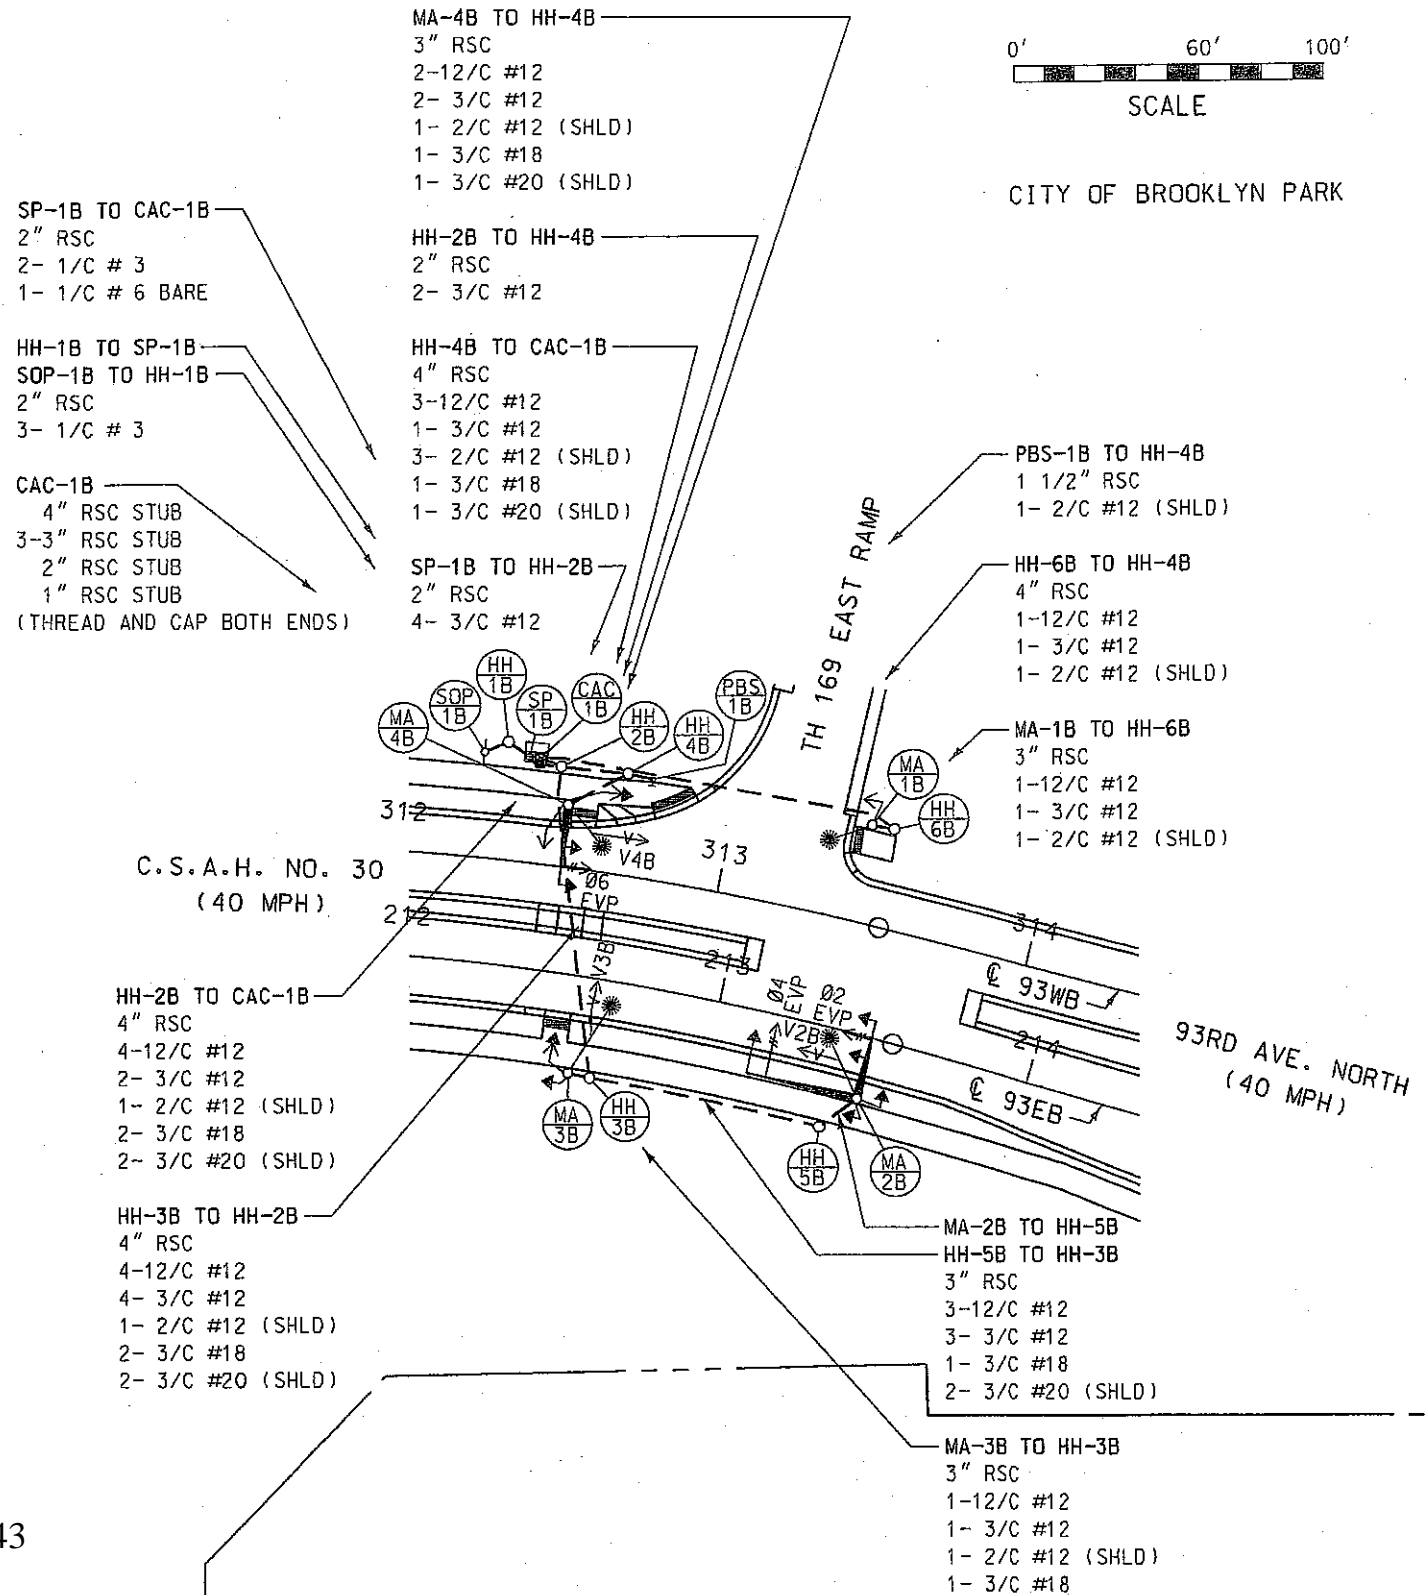 MA-4B TO HH-4B
3" RSC
2-12/C #12
2- 3/C #12
1- 2/C #12 (SHLD)
1- 3/C #18
1- 3/C #20 (SHLD)
0' 60' 100'
SCALE
CITY OF BROOKLYN PARK
SP-1B TO CAC-1B
2" RSC
2- 1/C # 3
1- 1/C # 6 BARE
HH-2B TO HH-4B
2" RSC
2- 3/C #12
HH-1B TO SP-1B
SOP-1B TO HH-1B
2" RSC
3- 1/C # 3
HH-4B TO CAC-1B
4" RSC
3-12/C #12
1- 3/C #12
3- 2/C #12 (SHLD)
1- 3/C #18
1- 3/C #20 (SHLD)
CAC-1B
4" RSC STUB
3-3" RSC STUB
2" RSC STUB
1" RSC STUB
(THREAD AND CAP BOTH ENDS)
SP-1B TO HH-2B
2" RSC
4- 3/C #12
PBS-1B TO HH-4B
1 1/2" RSC
1- 2/C #12 (SHLD)
HH-6B TO HH-4B
4" RSC
1-12/C #12
1- 3/C #12
1- 2/C #12 (SHLD)
MA-1B TO HH-6B
3" RSC
1-12/C #12
1- 3/C #12
1- 2/C #12 (SHLD)
TH 169 EAST RAMP
HH
1B
SOP
1B
SP
1B
CAC
1B
PBS
1B
MA
4B
HH
2B
HH
4B
MA
1B
HH
6B
312
V4B
313
C.S.A.H. NO. 30
(40 MPH)
Ø6
EVP
212
314
213
V3B
Ø4
EVP
Ø2
EVP
V2B
℄ 93WB
214
93RD AVE. NORTH
(40 MPH)
℄ 93EB
MA
3B
HH
3B
HH
5B
MA
2B
HH-2B TO CAC-1B
4" RSC
4-12/C #12
2- 3/C #12
1- 2/C #12 (SHLD)
2- 3/C #18
2- 3/C #20 (SHLD)
HH-3B TO HH-2B
4" RSC
4-12/C #12
4- 3/C #12
1- 2/C #12 (SHLD)
2- 3/C #18
2- 3/C #20 (SHLD)
MA-2B TO HH-5B
HH-5B TO HH-3B
3" RSC
3-12/C #12
3- 3/C #12
1- 3/C #18
2- 3/C #20 (SHLD)
MA-3B TO HH-3B
3" RSC
1-12/C #12
1- 3/C #12
1- 2/C #12 (SHLD)
1- 3/C #18
43